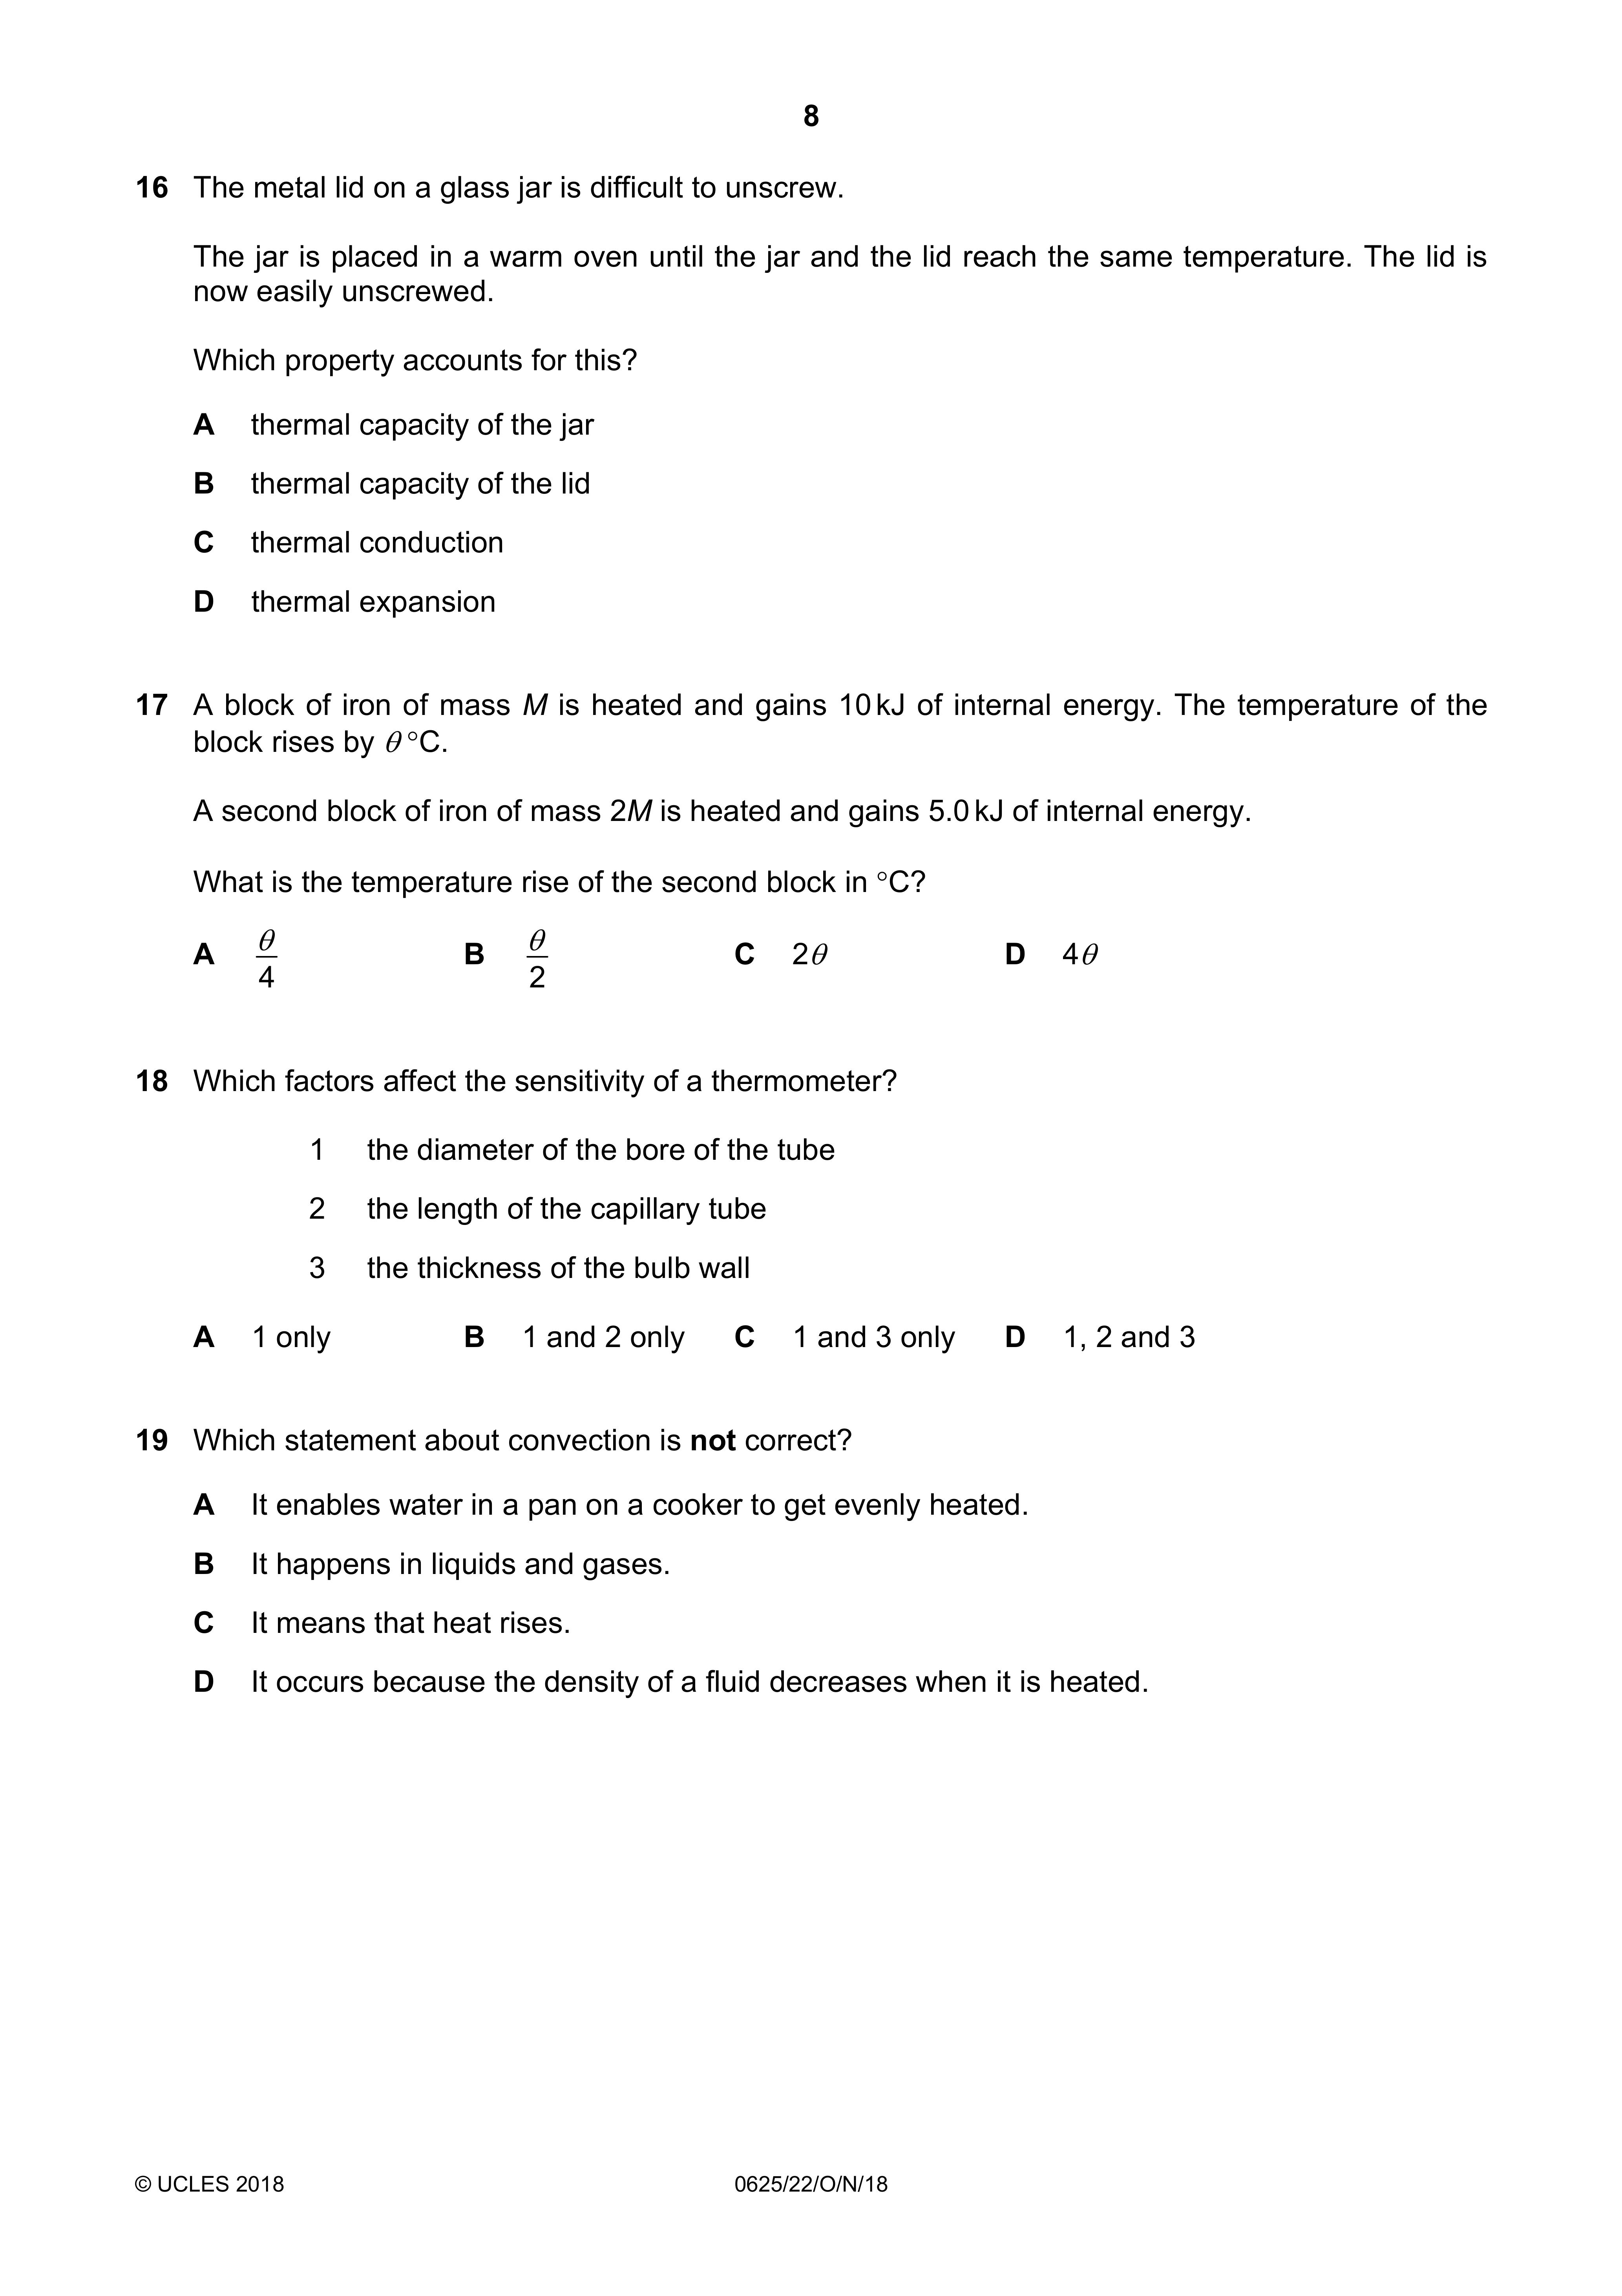 8
16 The metal lid on a glass jar is difficult to unscrew.
The jar is placed in a warm oven until the jar and the lid reach the same temperature. The lid is
now easily unscrewed.
Which property accounts for this?
A thermal capacity of the jar
B thermal capacity of the lid
C thermal conduction
D thermal expansion
17 A block of iron of mass M is heated and gains 10 kJ of internal energy. The temperature of the
block rises by θ °C.
A second block of iron of mass 2M is heated and gains 5.0 kJ of internal energy.
What is the temperature rise of the second block in °C?
A θ/4 B θ/2 C 2θ D 4θ
18 Which factors affect the sensitivity of a thermometer?
1 the diameter of the bore of the tube
2 the length of the capillary tube
3 the thickness of the bulb wall
A 1 only B 1 and 2 only C 1 and 3 only D 1, 2 and 3
19 Which statement about convection is not correct?
A It enables water in a pan on a cooker to get evenly heated.
B It happens in liquids and gases.
C It means that heat rises.
D It occurs because the density of a fluid decreases when it is heated.
© UCLES 2018 0625/22/O/N/18